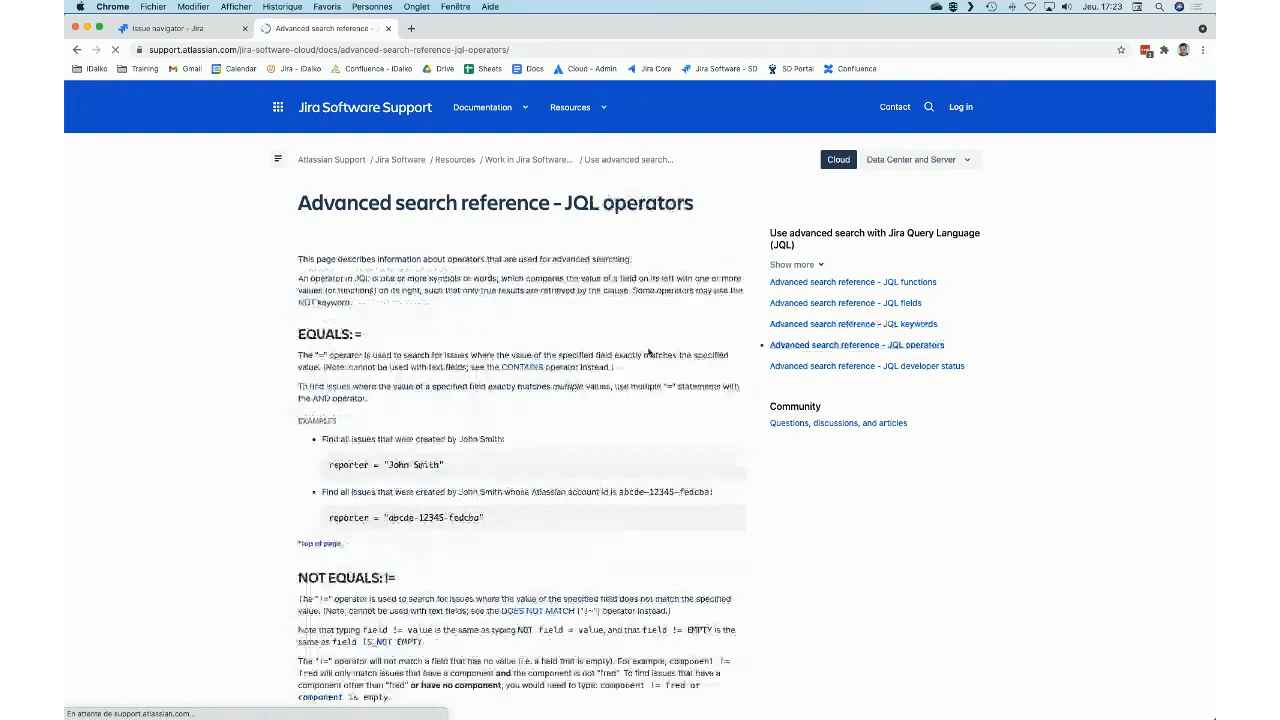 Chrome Fichier Modifier Affichage Historique Favoris Personnes Onglet Fenêtre Aide Jeu. 17:23
Issue navigator - Jira Advanced search reference -
support.atlassian.com/jira-software-cloud/docs/advanced-search-reference-jql-operators/
iDalko Training Gmail Calendar Jira - iDalko Confluence - iDalko Drive Sheets Docs Cloud - Admin Jira Core Jira Software - SD SD Portal Confluence
Jira Software Support Documentation Resources Contact Log in
Atlassian Support / Jira Software / Resources / Work in Jira Software... / Use advanced search... Cloud Data Center and Server
Advanced search reference - JQL operators
This page describes information about operators that are used for advanced searching.
An operator in JQL is one or more symbols or words, which compares the value of a field on its left with one or more
values (or functions) on its right, such that only true results are retrieved by the clause. Some operators may use the
NOT keyword.
EQUALS: =
The "=" operator is used to search for issues where the value of the specified field exactly matches the specified
value. (Note: cannot be used with text fields; see the CONTAINS operator instead.)
To find issues where the value of a specified field exactly matches multiple values, use multiple "=" statements with
the AND operator.
EXAMPLES
• Find all issues that were created by John Smith:
reporter = "John Smith"
• Find all issues that were created by John Smith whose Atlassian account id is abcde-12345-fedcba:
reporter = "abcde-12345-fedcba"
^top of page
NOT EQUALS: !=
The "!=" operator is used to search for issues where the value of the specified field does not match the specified
value. (Note: cannot be used with text fields; see the DOES NOT MATCH ("!~") operator instead.)
Note that typing field != value is the same as typing NOT field = value, and that field != EMPTY is the
same as field IS_NOT EMPTY.
The "!=" operator will not match a field that has no value (i.e. a field that is empty). For example, component !=
fred will only match issues that have a component and the component is not "fred". To find issues that have a
component other than "fred" or have no component, you would need to type: component != fred or
component is empty.
Use advanced search with Jira Query Language
(JQL)
Show more
Advanced search reference - JQL functions
Advanced search reference - JQL fields
Advanced search reference - JQL keywords
• Advanced search reference - JQL operators
Advanced search reference - JQL developer status
Community
Questions, discussions, and articles
En attente de support.atlassian.com...